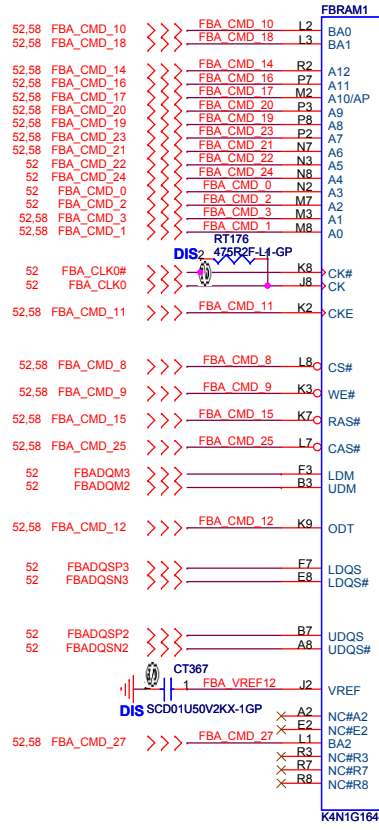 FBRAM1
52,58 FBA_CMD_10 FBA_CMD_10 L2 BA0
52,58 FBA_CMD_18 FBA_CMD_18 L3 BA1
52,58 FBA_CMD_14 FBA_CMD_14 R2 A12
52,58 FBA_CMD_16 FBA_CMD_16 P7 A11
52,58 FBA_CMD_17 FBA_CMD_17 M2 A10/AP
52,58 FBA_CMD_20 FBA_CMD_20 P3 A9
52,58 FBA_CMD_19 FBA_CMD_19 P8 A8
52,58 FBA_CMD_23 FBA_CMD_23 P2 A7
52,58 FBA_CMD_21 FBA_CMD_21 N7 A6
52 FBA_CMD_22 FBA_CMD_22 N3 A5
52 FBA_CMD_24 FBA_CMD_24 N8 A4
52 FBA_CMD_0 FBA_CMD_0 N2 A3
52 FBA_CMD_2 FBA_CMD_2 M7 A2
52,58 FBA_CMD_3 FBA_CMD_3 M3 A1
52,58 FBA_CMD_1 FBA_CMD_1 M8 A0
RT176
DIS 2 475R2F-L1-GP
52 FBA_CLK0# K8 CK#
52 FBA_CLK0 J8 CK
52,58 FBA_CMD_11 FBA_CMD_11 K2 CKE
52,58 FBA_CMD_8 FBA_CMD_8 L8 CS#
52,58 FBA_CMD_9 FBA_CMD_9 K3 WE#
52,58 FBA_CMD_15 FBA_CMD_15 K7 RAS#
52,58 FBA_CMD_25 FBA_CMD_25 L7 CAS#
52 FBADQM3 F3 LDM
52 FBADQM2 B3 UDM
52,58 FBA_CMD_12 FBA_CMD_12 K9 ODT
52 FBADQSP3 F7 LDQS
52 FBADQSN3 E8 LDQS#
52 FBADQSP2 B7 UDQS
52 FBADQSN2 A8 UDQS#
CT367
2 1 FBA_VREF12 J2 VREF
DIS SCD01U50V2KX-1GP
A2 NC#A2
E2 NC#E2
52,58 FBA_CMD_27 FBA_CMD_27 L1 BA2
R3 NC#R3
R7 NC#R7
R8 NC#R8
K4N1G164